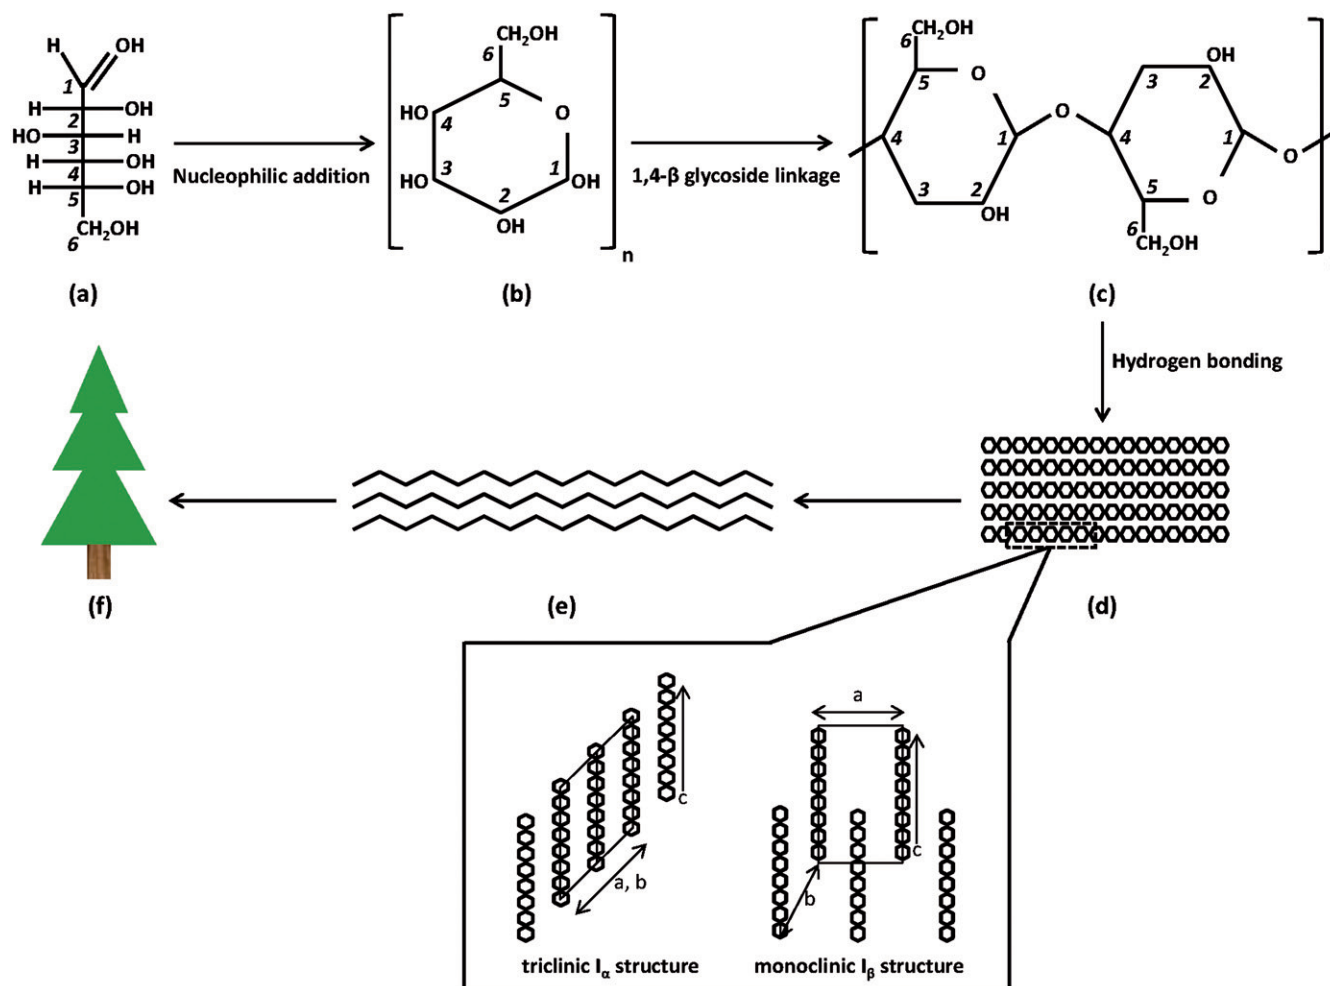 H OH
1
H OH
2
HO H
3
H OH
4
H OH
5
CH₂OH
6
(a)
Nucleophilic addition
CH₂OH
6
5
HO 4 O
HO 3 1 OH
2
OH
n
(b)
1,4-β glycoside linkage
CH₂OH
6
5 O
4 1
3 2
OH
O
OH
3 2
4 1
5 O
6
CH₂OH
O
(c)
Hydrogen bonding
(d)
(e)
(f)
c
a, b
triclinic Iα structure
a
c
b
monoclinic Iβ structure